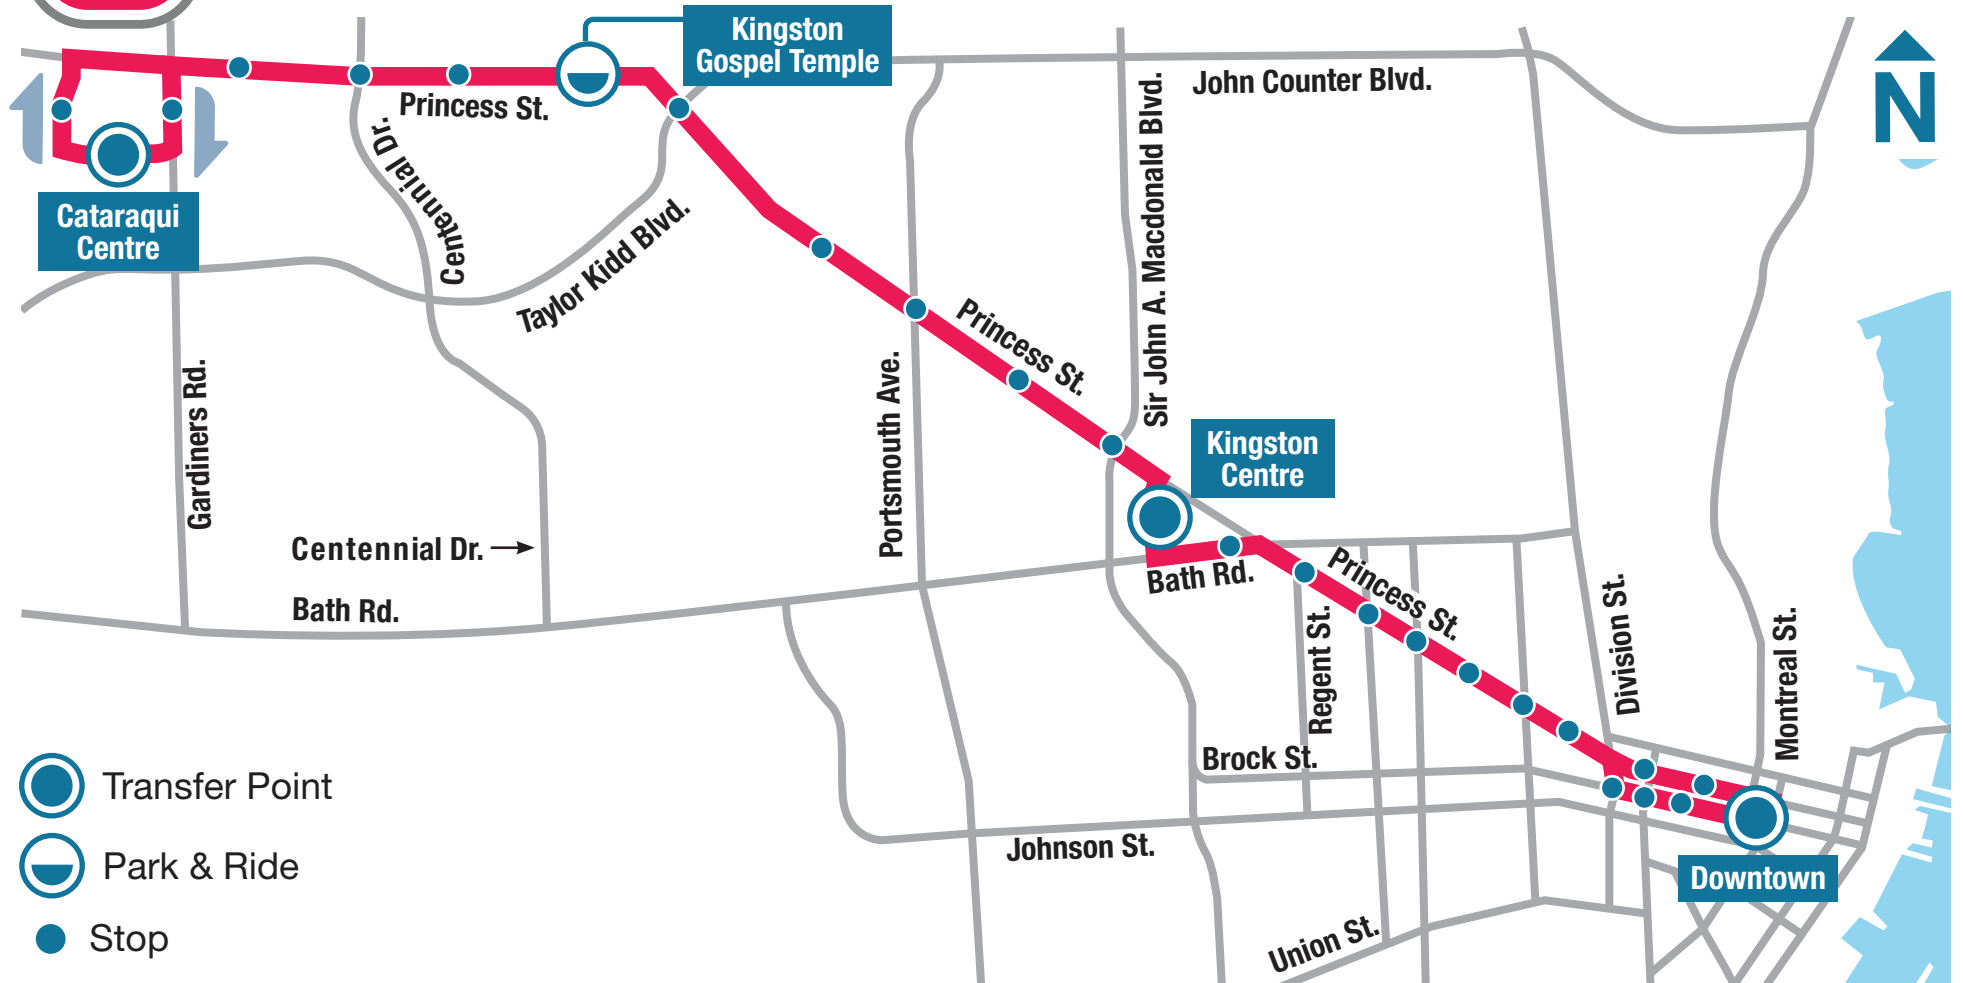 Kingston
Gospel Temple
John Counter Blvd.
N
Princess St.
Centennial Dr.
Sir John A. Macdonald Blvd.
Cataraqui
Centre
Taylor Kidd Blvd.
Princess St.
Gardiners Rd.
Portsmouth Ave.
Kingston
Centre
Centennial Dr.
Bath Rd.
Princess St.
Bath Rd.
Regent St.
Division St.
Montreal St.
Brock St.
Transfer Point
Johnson St.
Park & Ride
Downtown
Stop
Union St.